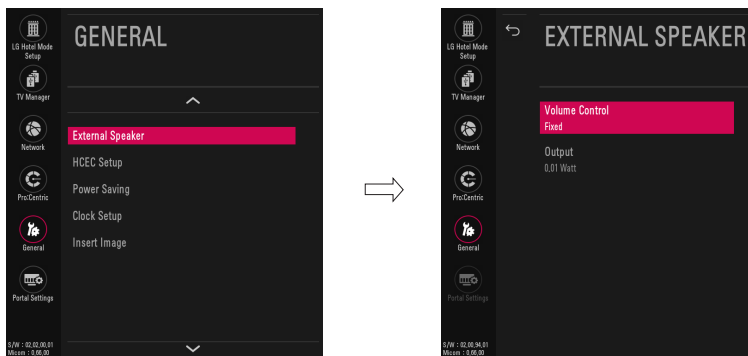 LG Hotel Mode
Setup
TV Manager
Network
Pro:Centric
General
Portal Settings
S/W : 02,02,00,01
Micom : 0,66,00
GENERAL
External Speaker
HCEC Setup
Power Saving
Clock Setup
Insert Image
LG Hotel Mode
Setup
TV Manager
Network
Pro:Centric
General
Portal Settings
S/W : 02,00,94,01
Micom : 0,66,00
EXTERNAL SPEAKER
Volume Control
Fixed
Output
0,01 Watt